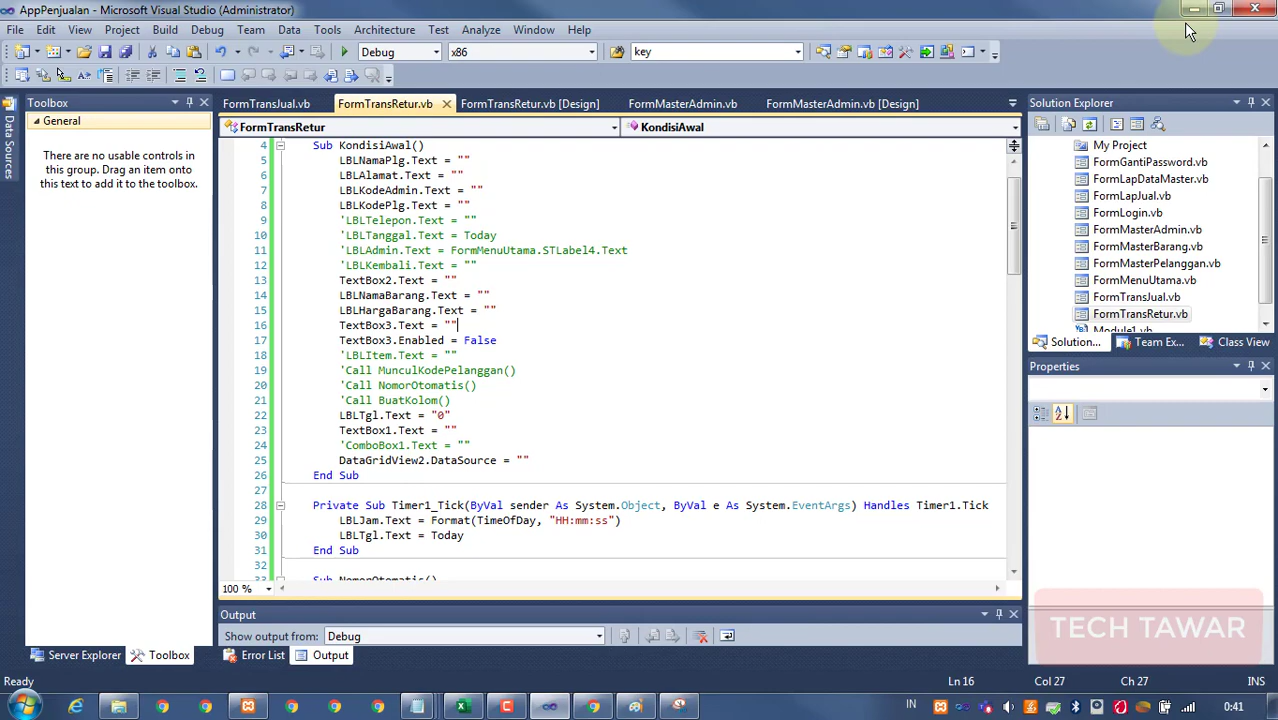 AppPenjualan - Microsoft Visual Studio (Administrator)
File Edit View Project Build Debug Team Data Tools Architecture Test Analyze Window Help
Debug x86 key
Toolbox
General
There are no usable controls in
this group. Drag an item onto
this text to add it to the toolbox.
Data Sources
FormTransJual.vb FormTransRetur.vb FormTransRetur.vb [Design] FormMasterAdmin.vb FormMasterAdmin.vb [Design]
FormTransRetur KondisiAwal
4 Sub KondisiAwal()
5 LBLNamaPlg.Text = ""
6 LBLAlamat.Text = ""
7 LBLKodeAdmin.Text = ""
8 LBLKodePlg.Text = ""
9 'LBLTelepon.Text = ""
10 'LBLTanggal.Text = Today
11 'LBLAdmin.Text = FormMenuUtama.STLabel4.Text
12 'LBLKembali.Text = ""
13 TextBox2.Text = ""
14 LBLNamaBarang.Text = ""
15 LBLHargaBarang.Text = ""
16 TextBox3.Text = ""
17 TextBox3.Enabled = False
18 'LBLItem.Text = ""
19 'Call MunculKodePelanggan()
20 'Call NomorOtomatis()
21 'Call BuatKolom()
22 LBLTgl.Text = "0"
23 TextBox1.Text = ""
24 'ComboBox1.Text = ""
25 DataGridView2.DataSource = ""
26 End Sub
27
28 Private Sub Timer1_Tick(ByVal sender As System.Object, ByVal e As System.EventArgs) Handles Timer1.Tick
29 LBLJam.Text = Format(TimeOfDay, "HH:mm:ss")
30 LBLTgl.Text = Today
31 End Sub
32
33 Sub NomorOtomatis()
100 %
Output
Show output from: Debug
Server Explorer Toolbox Error List Output
Solution Explorer
My Project
FormGantiPassword.vb
FormLapDataMaster.vb
FormLapJual.vb
FormLogin.vb
FormMasterAdmin.vb
FormMasterBarang.vb
FormMasterPelanggan.vb
FormMenuUtama.vb
FormTransJual.vb
FormTransRetur.vb
Module1.vb
Solution... Team Ex... Class View
Properties
TECH TAWAR
Ready Ln 16 Col 27 Ch 27 INS
IN 0:41